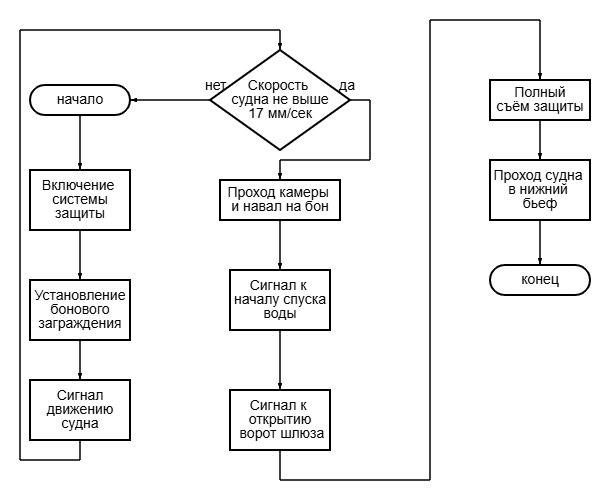 начало
Включение
системы
защиты
Установление
бонового
заграждения
Сигнал
движению
судна
нет
Скорость
судна не выше
17 мм/сек
да
Проход камеры
и навал на бон
Сигнал к
началу спуска
воды
Сигнал к
открытию
ворот шлюза
Полный
съём защиты
Проход судна
в нижний
бьеф
конец